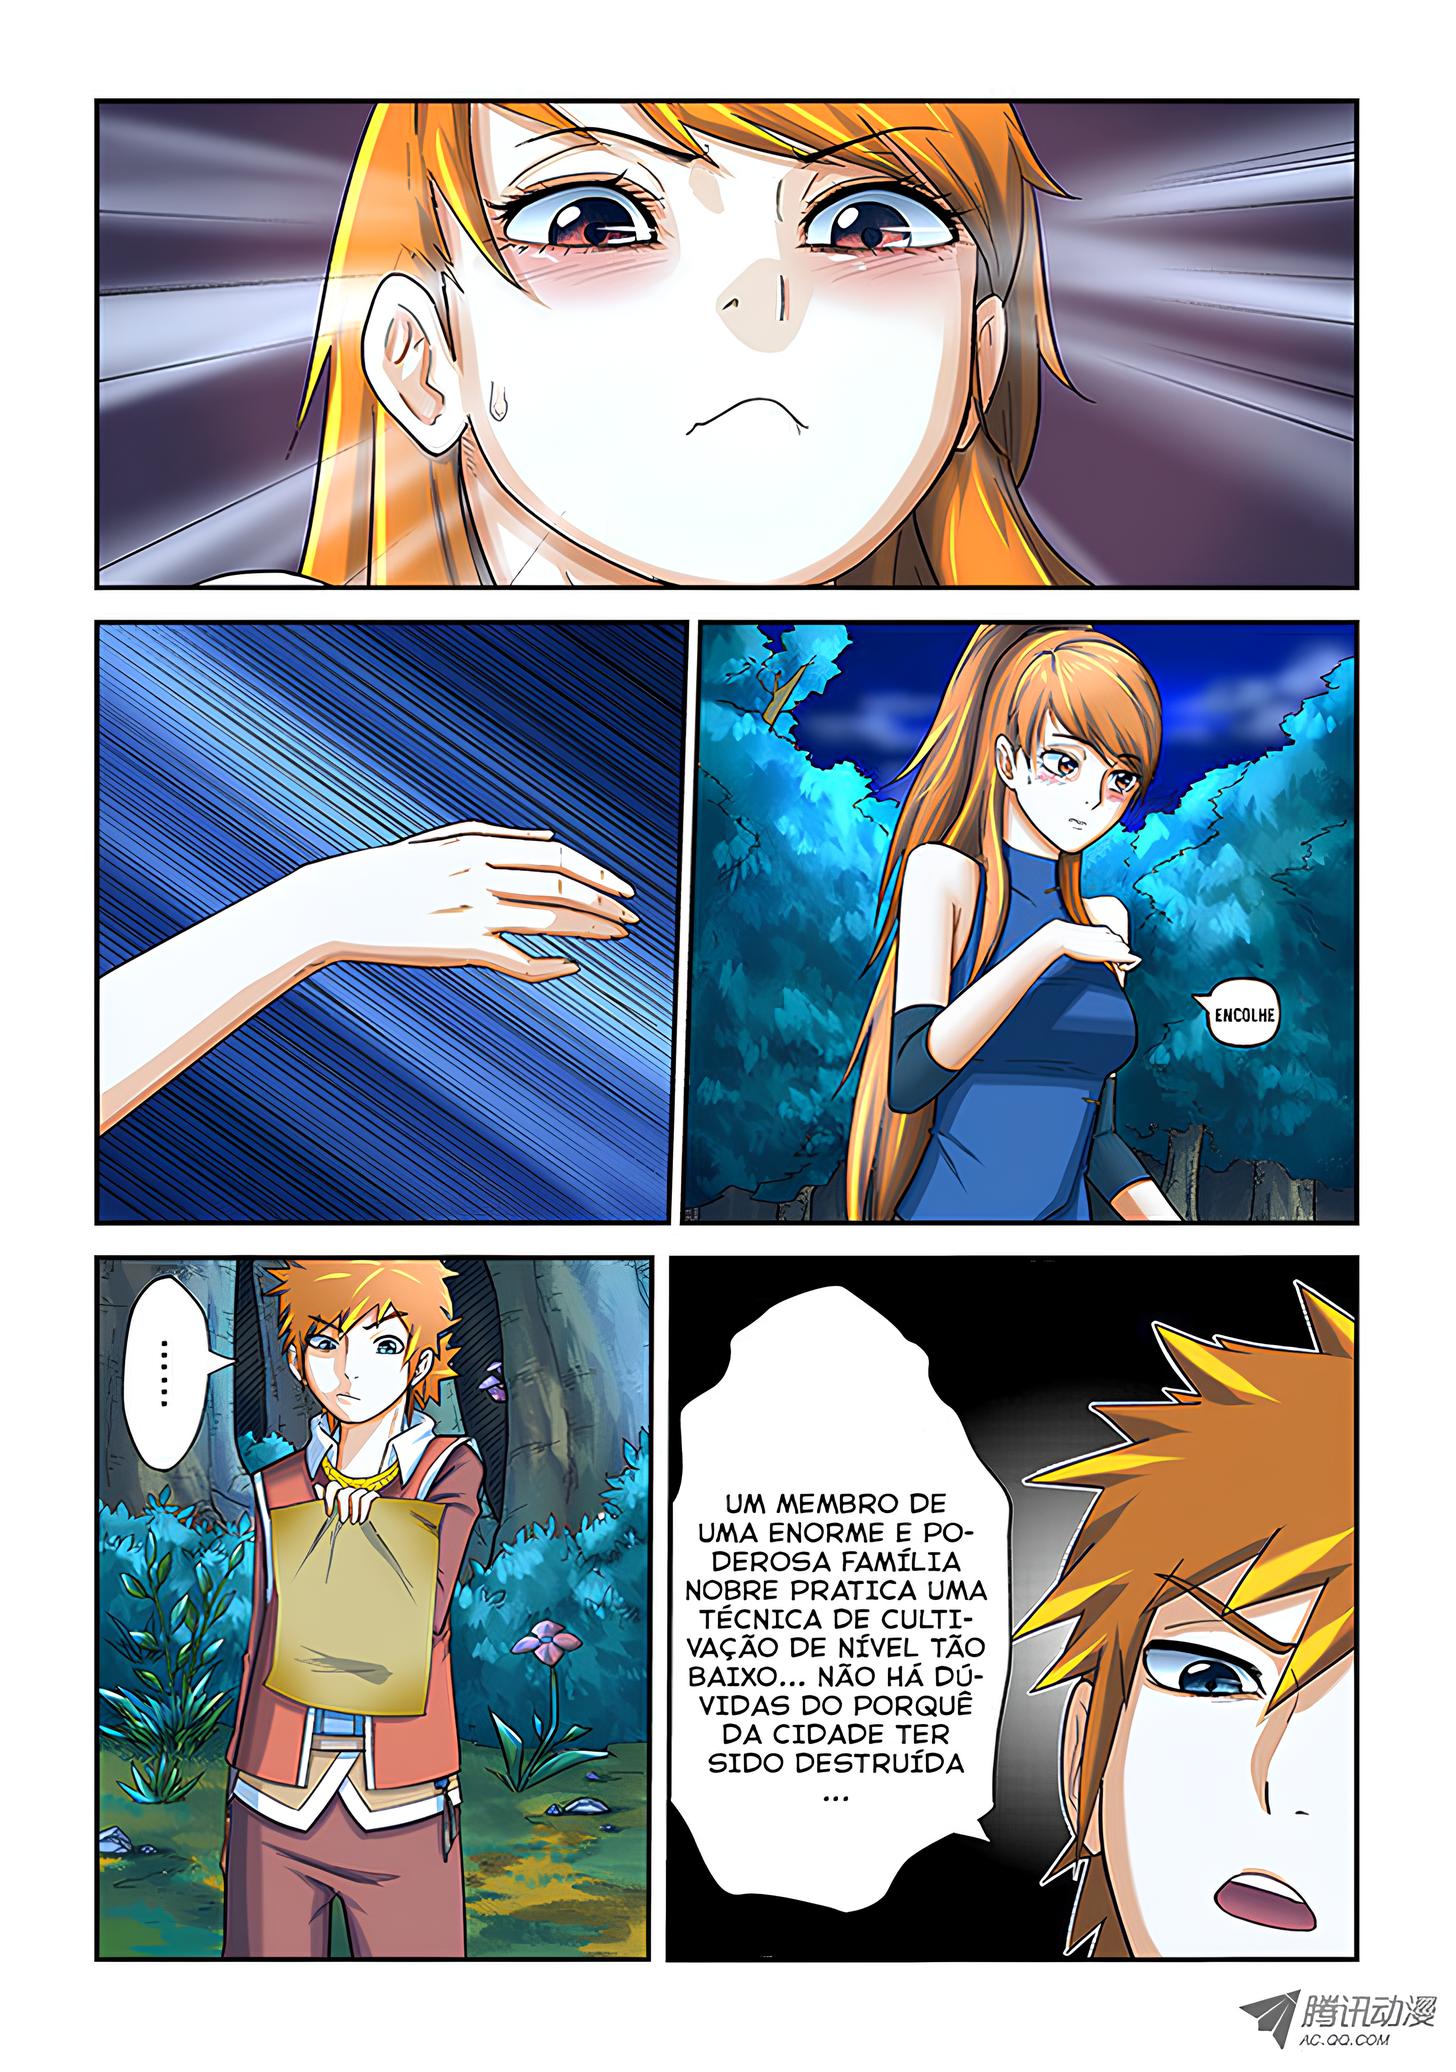 ENCOLHE
......
UM MEMBRO DE
UMA ENORME E PO-
DEROSA FAMÍLIA
NOBRE PRATICA UMA
TÉCNICA DE CULTI-
VAÇÃO DE NÍVEL TÃO
BAIXO... NÃO HÁ DÚ-
VIDAS DO PORQUÊ
DA CIDADE TER
SIDO DESTRUÍDA
...
腾讯动漫
AC.QQ.COM